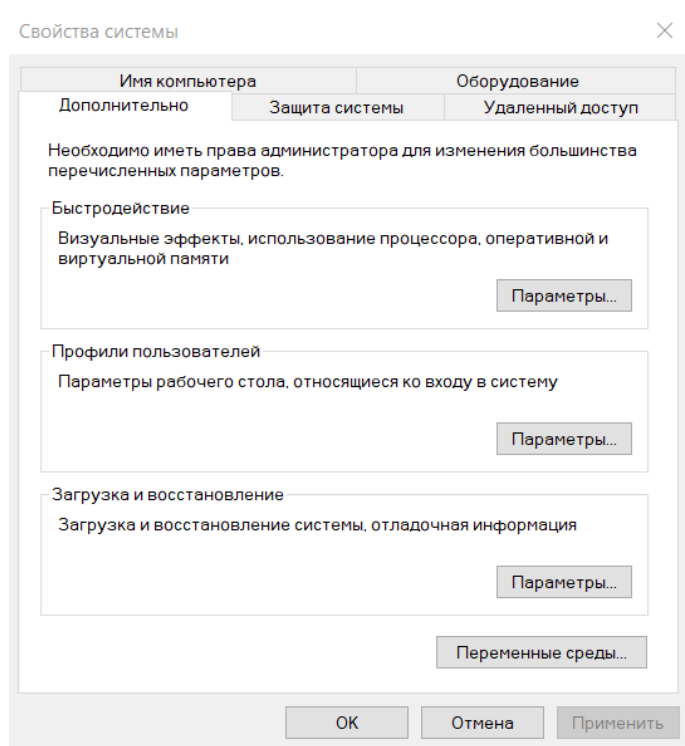 Свойства системы
Имя компьютера
Оборудование
Дополнительно
Защита системы
Удаленный доступ
Необходимо иметь права администратора для изменения большинства
перечисленных параметров.
Быстродействие
Визуальные эффекты, использование процессора, оперативной и
виртуальной памяти
Параметры...
Профили пользователей
Параметры рабочего стола, относящиеся ко входу в систему
Параметры...
Загрузка и восстановление
Загрузка и восстановление системы, отладочная информация
Параметры...
Переменные среды...
ОК
Отмена
Применить